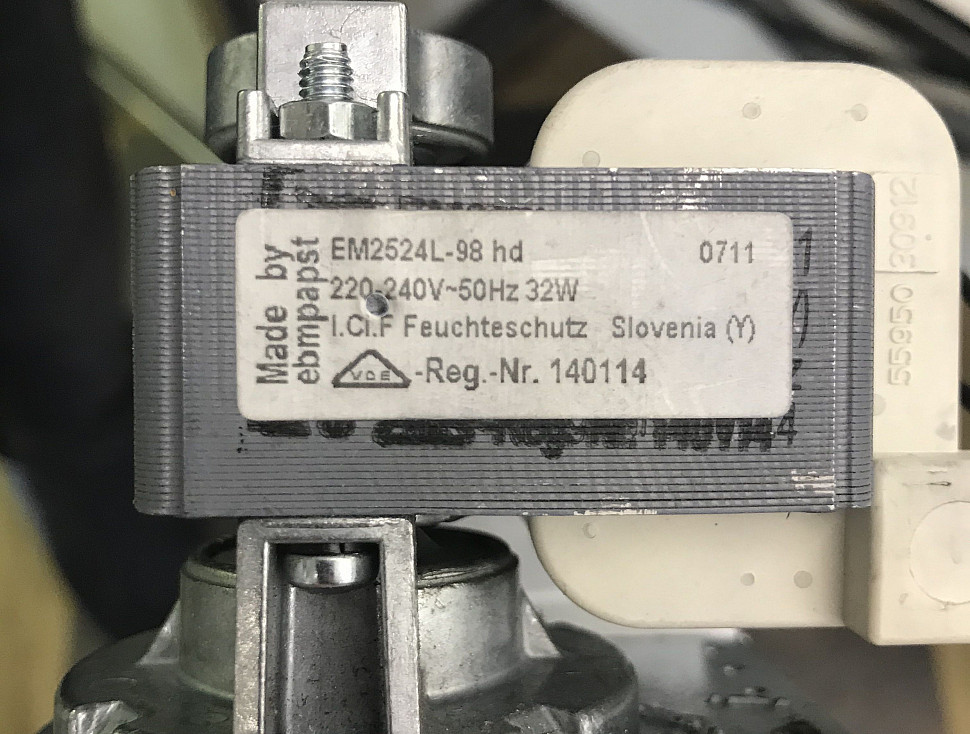 Made by
ebmpapst
EM2524L-98 hd 0711
220-240V~50Hz 32W
I.Cl.F Feuchteschutz Slovenia (Y)
VDE -Reg.-Nr. 140114
55950 30912